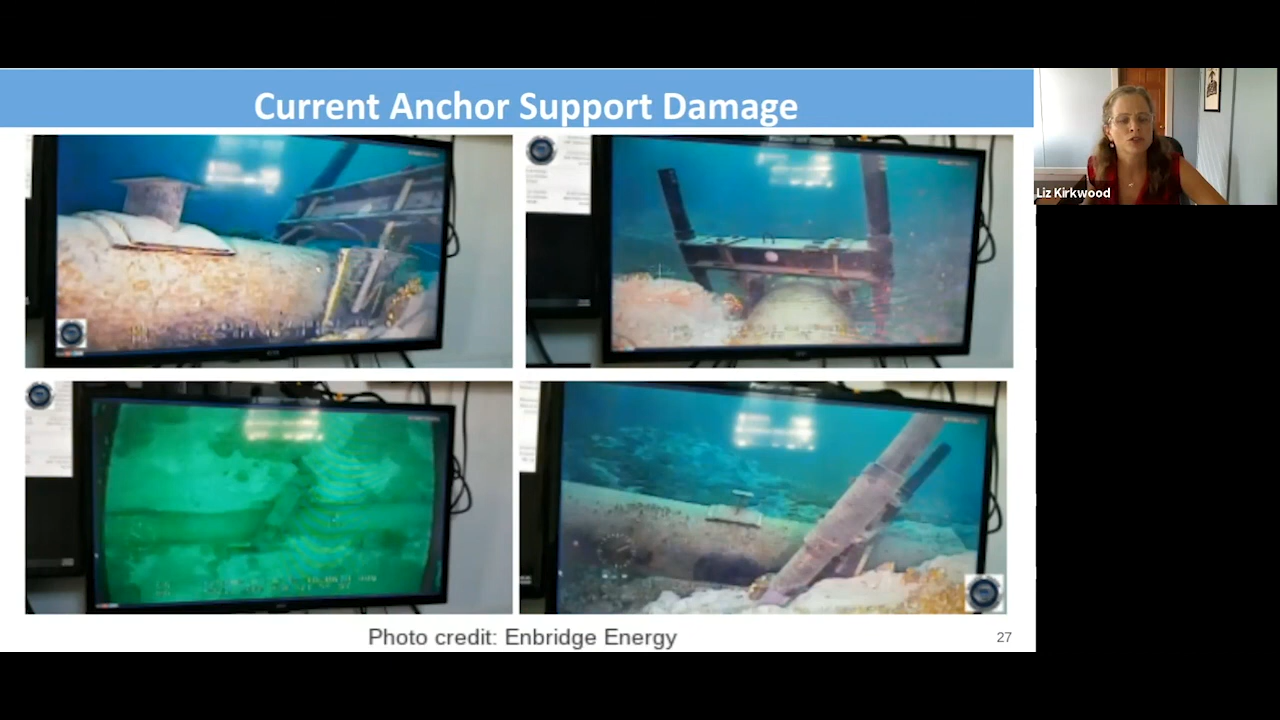 Current Anchor Support Damage
Liz Kirkwood
Photo credit: Enbridge Energy
27